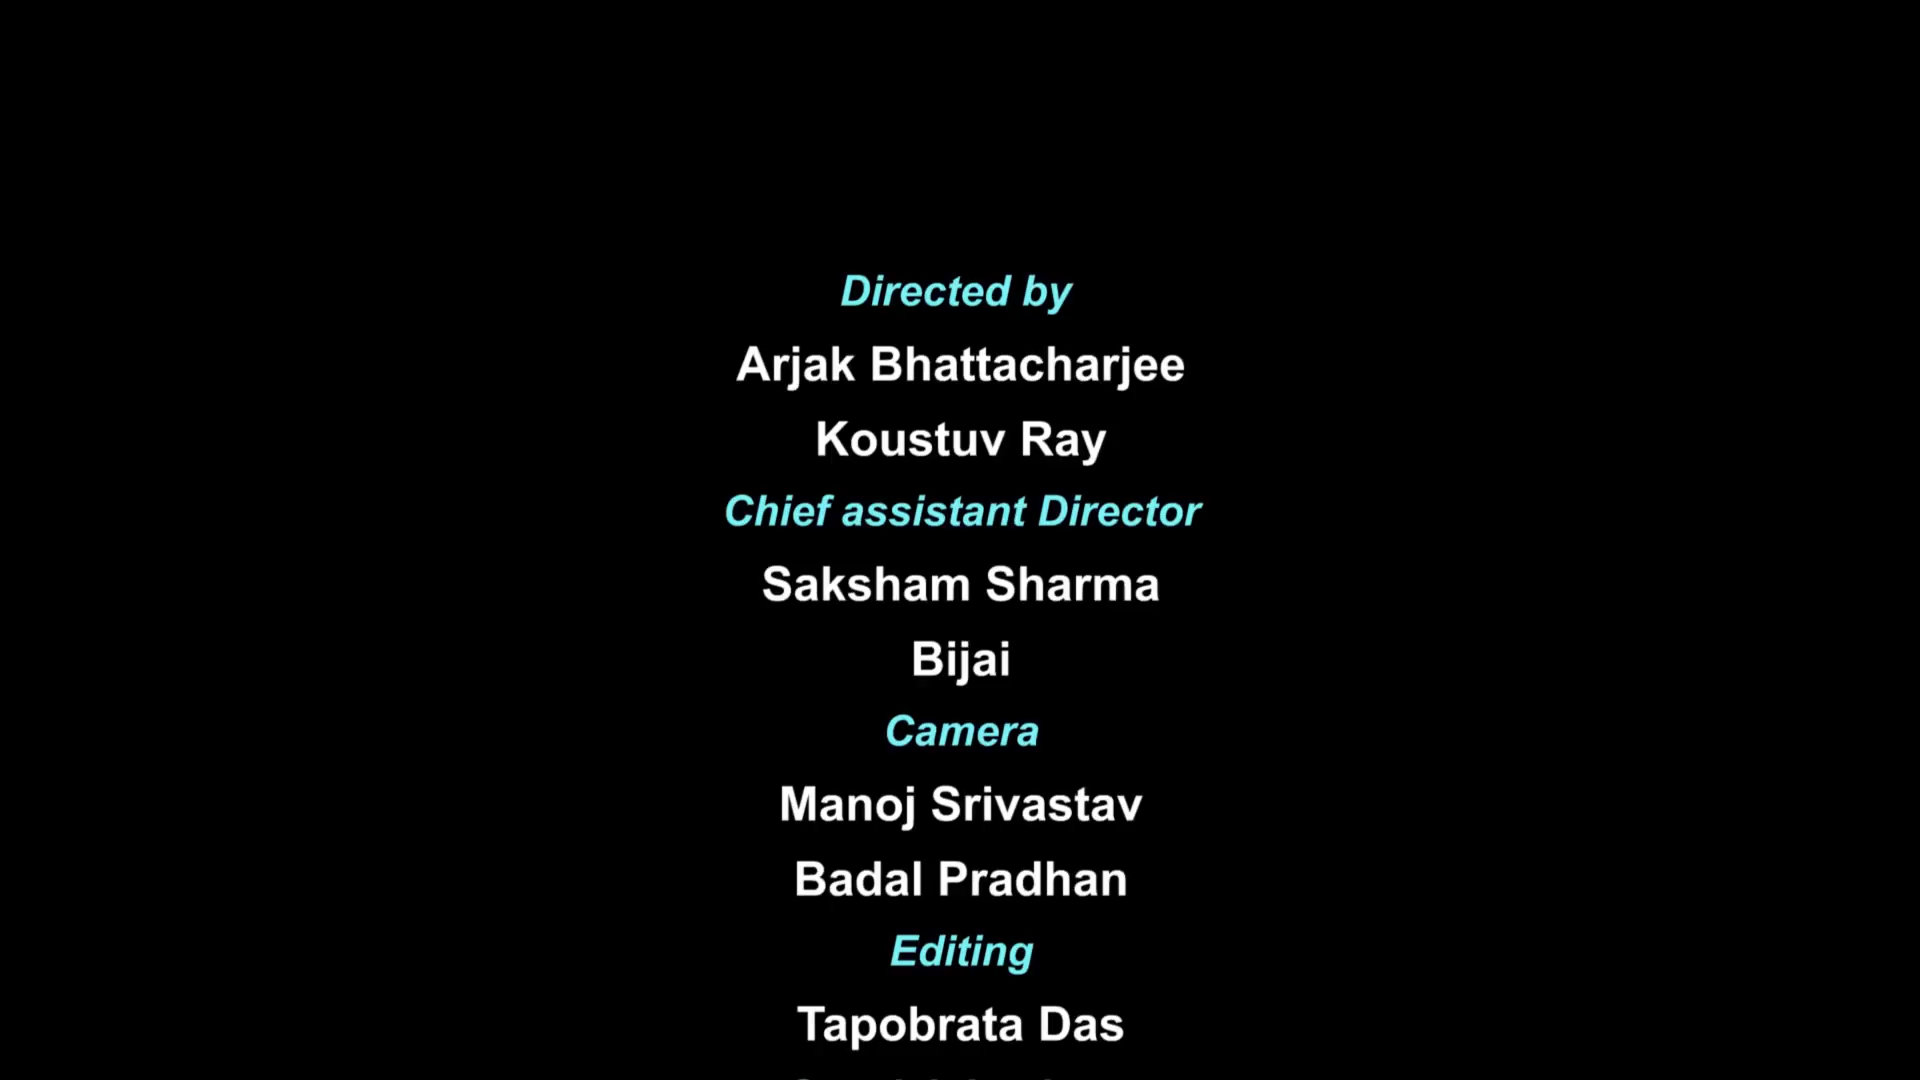 Directed by
Arjak Bhattacharjee
Koustuv Ray
Chief assistant Director
Saksham Sharma
Bijai
Camera
Manoj Srivastav
Badal Pradhan
Editing
Tapobrata Das